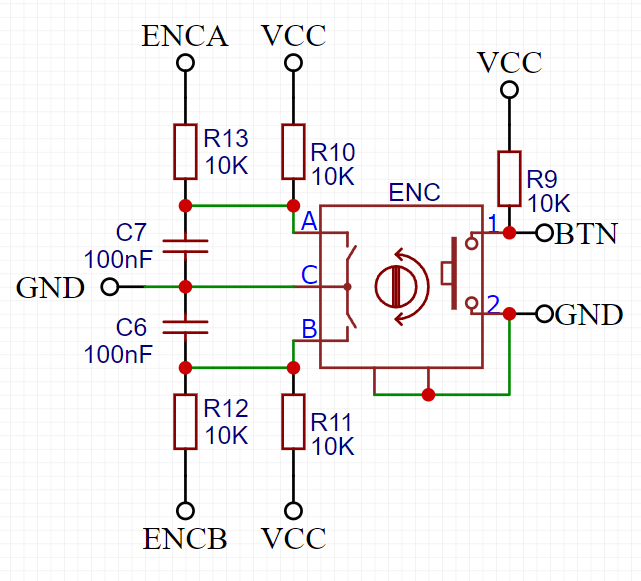 ENCA VCC
VCC
R13
10K
R10
10K
R9
10K
ENC
C7
100nF
A
1
BTN
GND
C
C6
100nF
B
2
GND
R12
10K
R11
10K
ENCB VCC